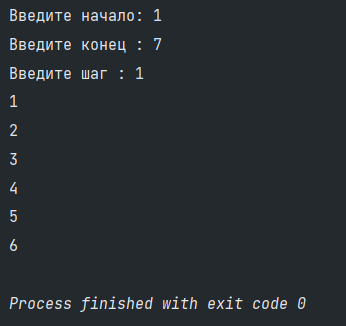 Введите начало: 1
Введите конец : 7
Введите шаг : 1
1
2
3
4
5
6
Process finished with exit code 0